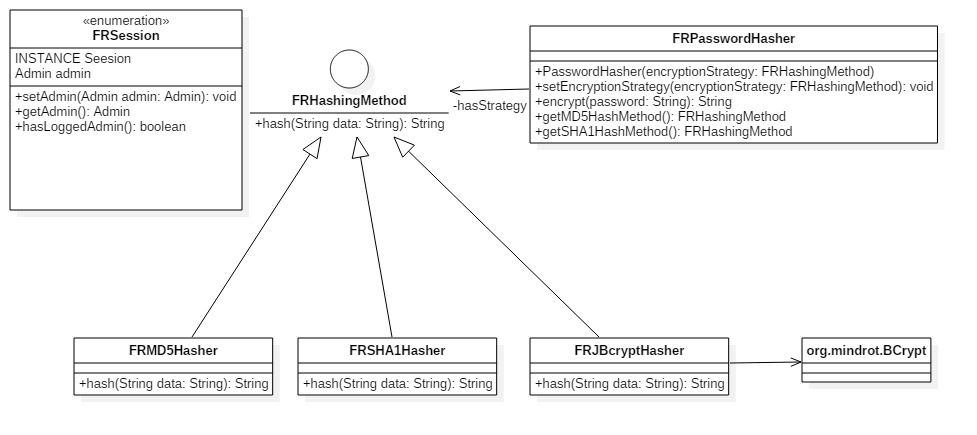 «enumeration»
FRSession
INSTANCE Seesion
Admin admin
+setAdmin(Admin admin: Admin): void
+getAdmin(): Admin
+hasLoggedAdmin(): boolean
FRHashingMethod
+hash(String data: String): String
-hasStrategy
FRPasswordHasher
+PasswordHasher(encryptionStrategy: FRHashingMethod)
+setEncryptionStrategy(encryptionStrategy: FRHashingMethod): void
+encrypt(password: String): String
+getMD5HashMethod(): FRHashingMethod
+getSHA1HashMethod(): FRHashingMethod
FRMD5Hasher
+hash(String data: String): String
FRSHA1Hasher
+hash(String data: String): String
FRJBcryptHasher
+hash(String data: String): String
org.mindrot.BCrypt